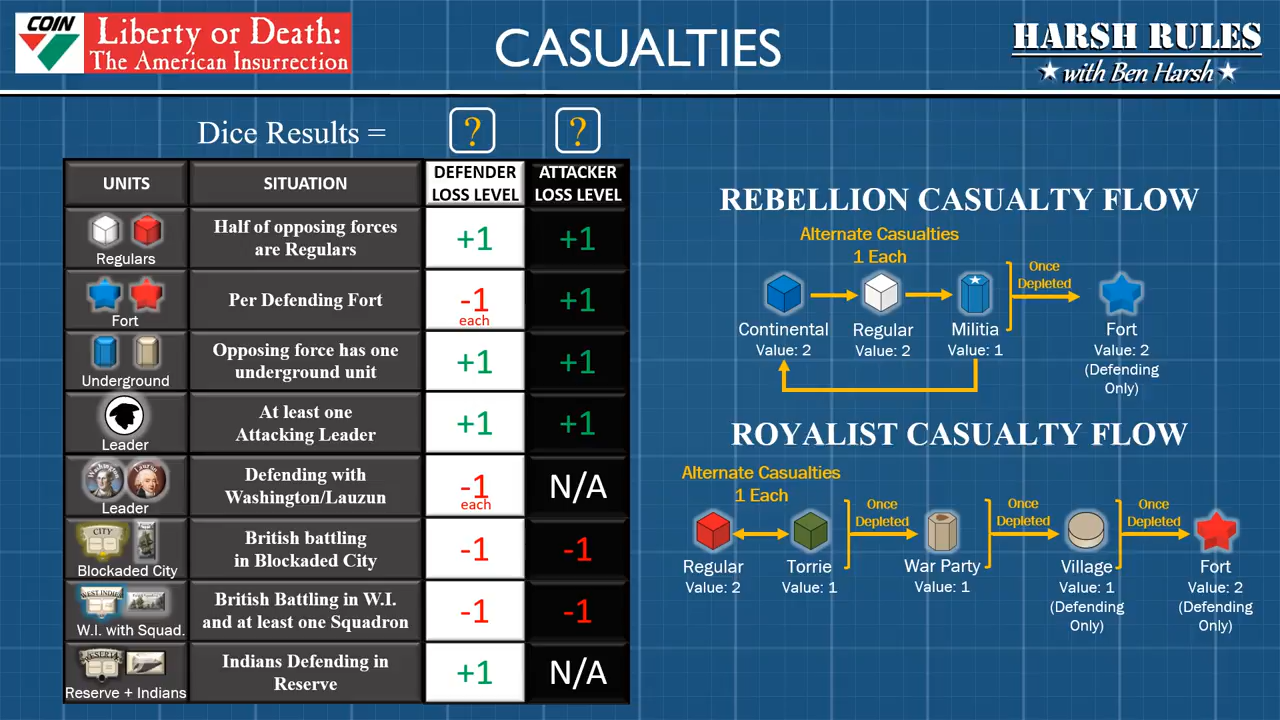 COIN
Liberty or Death:
The American Insurrection
CASUALTIES
HARSH RULES
with Ben Harsh
Dice Results = ? ?
UNITS SITUATION DEFENDER LOSS LEVEL ATTACKER LOSS LEVEL
Regulars
Half of opposing forces
are Regulars
+1 +1
Fort
Per Defending Fort
-1 each +1
Underground
Opposing force has one
underground unit
+1 +1
Leader
At least one
Attacking Leader
+1 +1
Washington Lauzun
Leader
Defending with
Washington/Lauzun
-1 each N/A
CITY
Blockaded City
British battling
in Blockaded City
-1 -1
WEST INDIES
W.I. with Squad.
British Battling in W.I.
and at least one Squadron
-1 -1
RESERVE
Reserve + Indians
Indians Defending in
Reserve
+1 N/A
REBELLION CASUALTY FLOW
Alternate Casualties
1 Each
Once
Depleted
Continental Regular Militia Fort
Value: 2 Value: 2 Value: 1 Value: 2
(Defending
Only)
ROYALIST CASUALTY FLOW
Alternate Casualties
1 Each
Once
Depleted
Once
Depleted
Once
Depleted
Regular Torrie War Party Village Fort
Value: 2 Value: 1 Value: 1 Value: 1 Value: 2
(Defending
Only)
(Defending
Only)